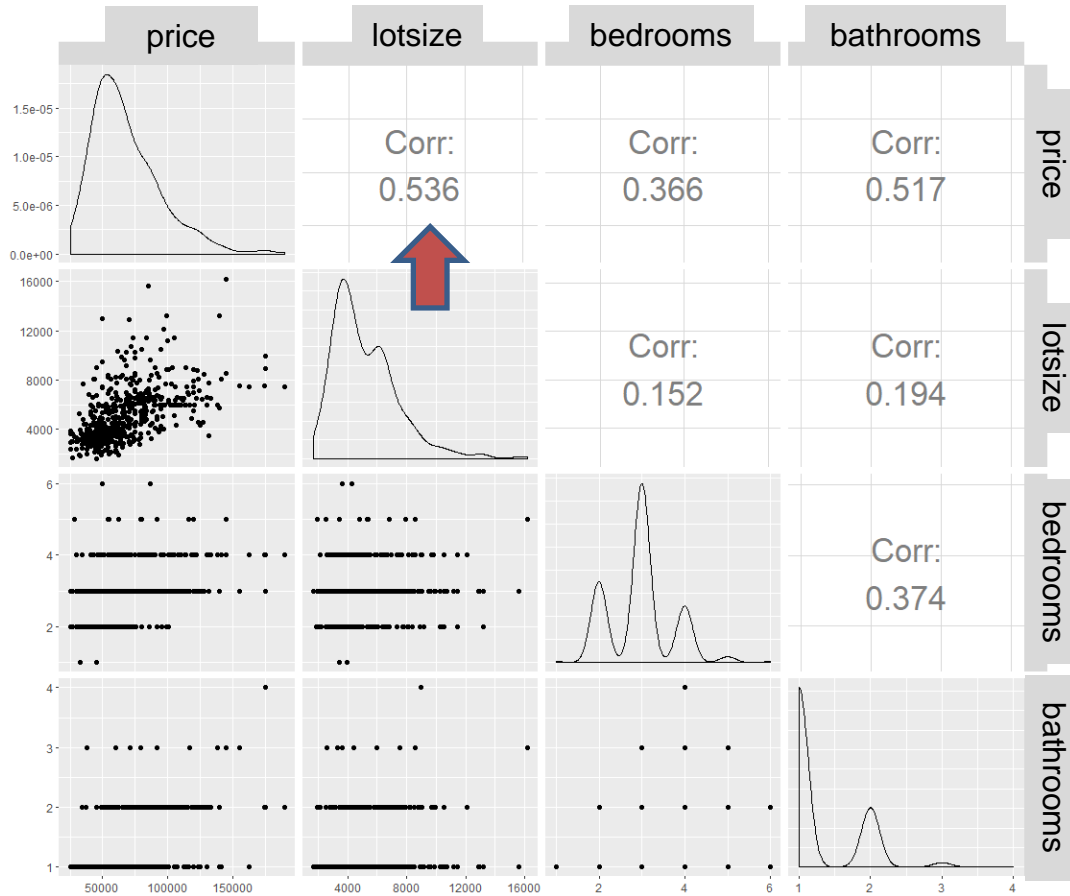 price lotsize bedrooms bathrooms
1.5e-05
1.0e-05
5.0e-06
0.0e+00
Corr:
0.536
Corr:
0.366
Corr:
0.517
price
16000
12000
8000
4000
Corr:
0.152
Corr:
0.194
lotsize
6
4
2
Corr:
0.374
bedrooms
4
3
2
1
bathrooms
50000 100000 150000
4000 8000 12000 16000
2 4 6
1 2 3 4